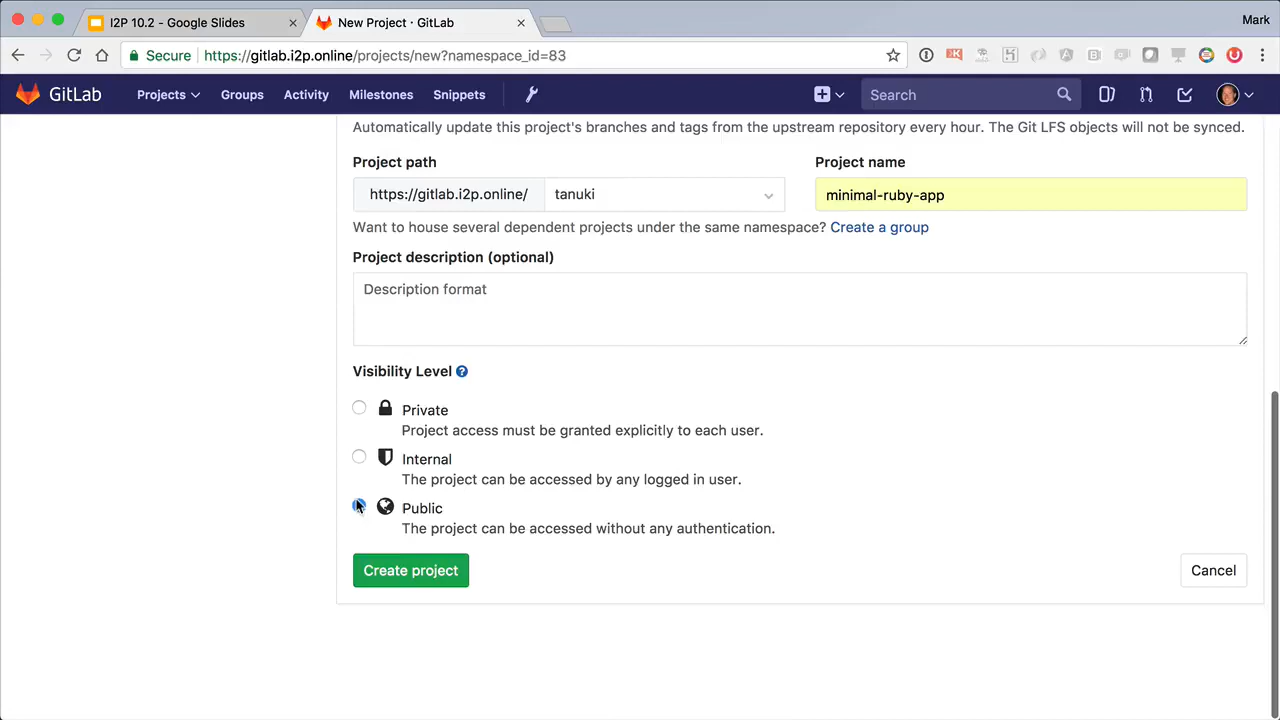 I2P 10.2 - Google Slides
New Project · GitLab
Mark
Secure https://gitlab.i2p.online/projects/new?namespace_id=83
GitLab Projects Groups Activity Milestones Snippets Search
Automatically update this project's branches and tags from the upstream repository every hour. The Git LFS objects will not be synced.
Project path
Project name
https://gitlab.i2p.online/ tanuki
minimal-ruby-app
Want to house several dependent projects under the same namespace? Create a group
Project description (optional)
Description format
Visibility Level ?
Private
Project access must be granted explicitly to each user.
Internal
The project can be accessed by any logged in user.
Public
The project can be accessed without any authentication.
Create project
Cancel